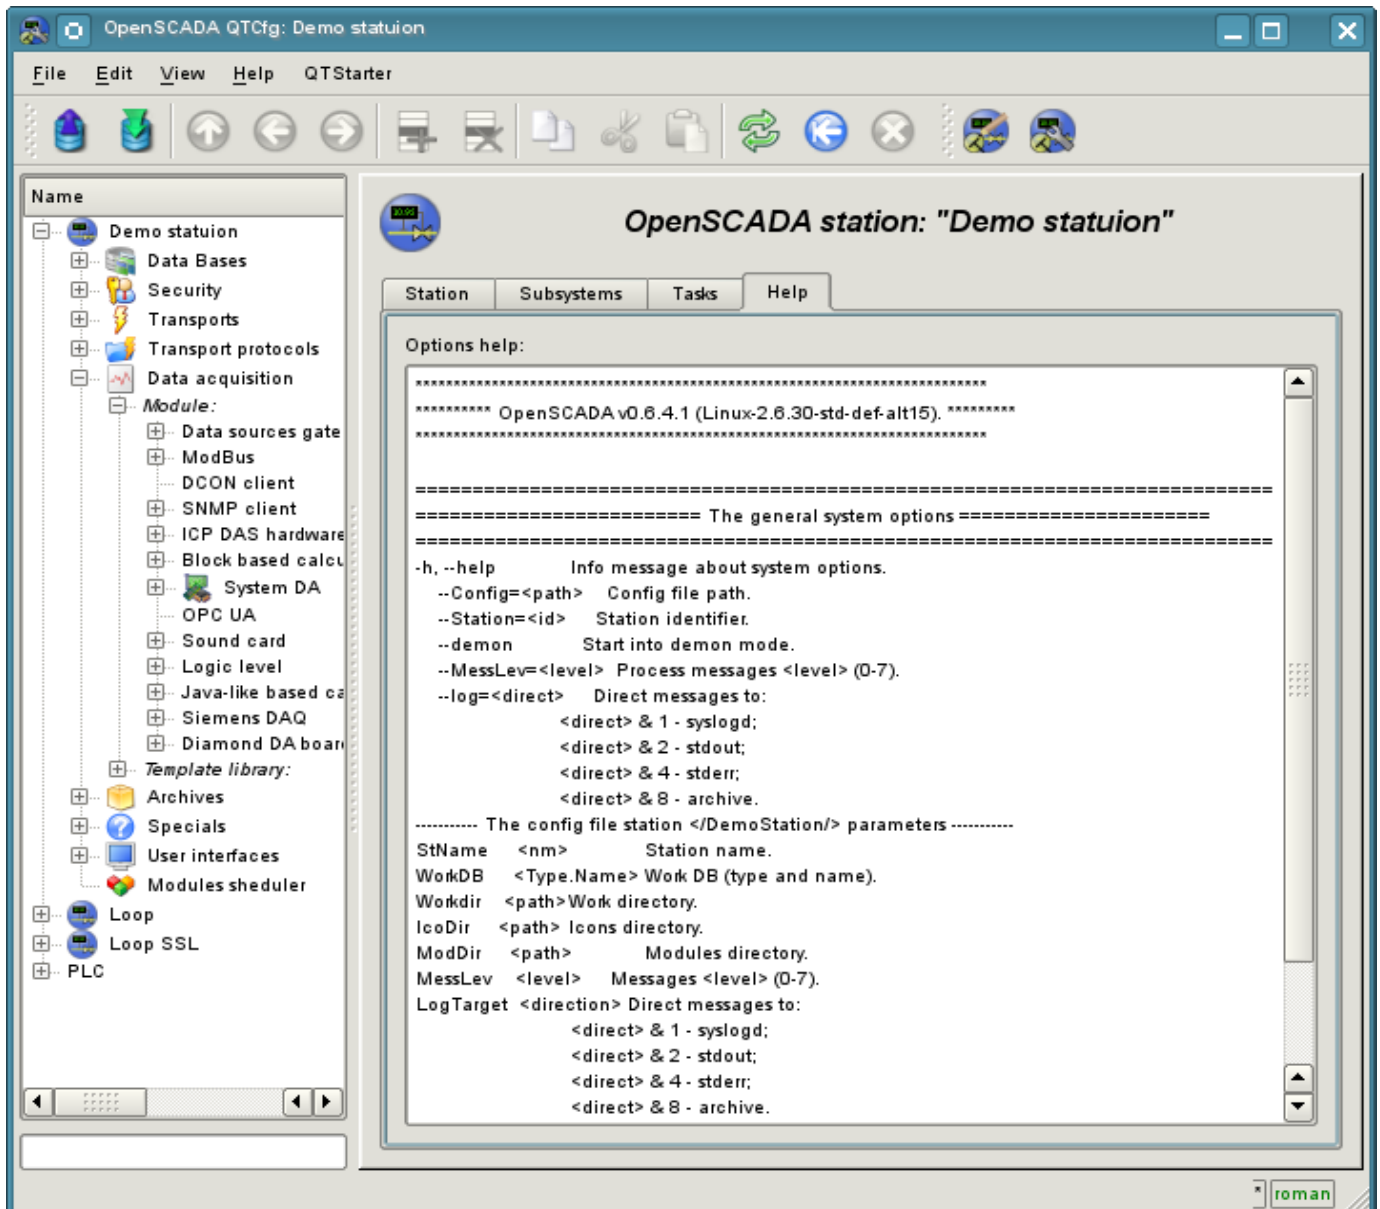 OpenSCADA QTCfg: Demo statuion
File Edit View Help QTStarter
Name
Demo statuion
Data Bases
Security
Transports
Transport protocols
Data acquisition
Module:
Data sources gate
ModBus
DCON client
SNMP client
ICP DAS hardware
Block based calcu
System DA
OPC UA
Sound card
Logic level
Java-like based ca
Siemens DAQ
Diamond DA boar
Template library:
Archives
Specials
User interfaces
Modules sheduler
Loop
Loop SSL
PLC
OpenSCADA station: "Demo statuion"
Station Subsystems Tasks Help
Options help:
***************************************************************************
********** OpenSCADA v0.6.4.1 (Linux-2.6.30-std-def-alt15). *********
***************************************************************************
===========================================================================
========================= The general system options ======================
===========================================================================
-h, --help Info message about system options.
--Config=<path> Config file path.
--Station=<id> Station identifier.
--demon Start into demon mode.
--MessLev=<level> Process messages <level> (0-7).
--log=<direct> Direct messages to:
<direct> & 1 - syslogd;
<direct> & 2 - stdout;
<direct> & 4 - stderr;
<direct> & 8 - archive.
----------- The config file station </DemoStation/> parameters -----------
StName <nm> Station name.
WorkDB <Type.Name> Work DB (type and name).
Workdir <path> Work directory.
IcoDir <path> Icons directory.
ModDir <path> Modules directory.
MessLev <level> Messages <level> (0-7).
LogTarget <direction> Direct messages to:
<direct> & 1 - syslogd;
<direct> & 2 - stdout;
<direct> & 4 - stderr;
<direct> & 8 - archive.
* roman